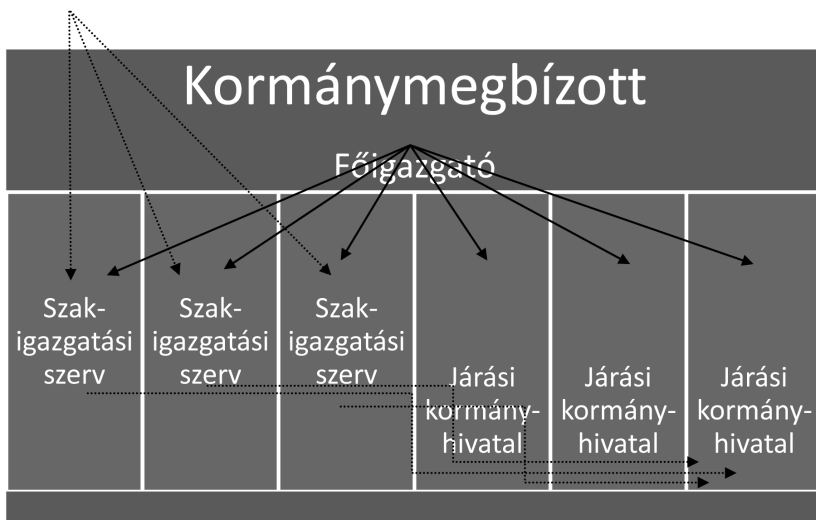 Kormánymegbízott
Főigazgató
Szak-
igazgatási
szerv
Szak-
igazgatási
szerv
Szak-
igazgatási
szerv
Járási
kormány-
hivatal
Járási
kormány-
hivatal
Járási
kormány-
hivatal